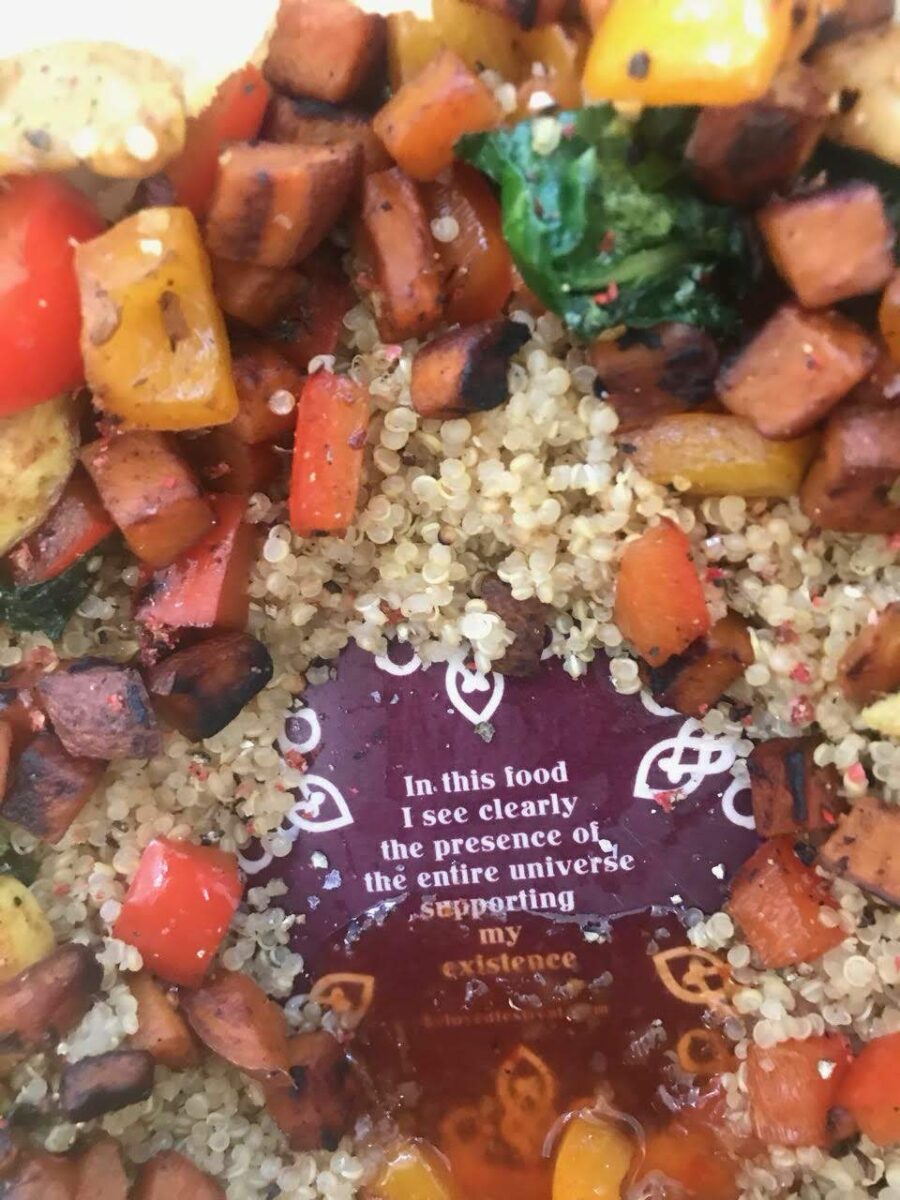 In this food
I see clearly
the presence of
the entire universe
supporting
my
existence